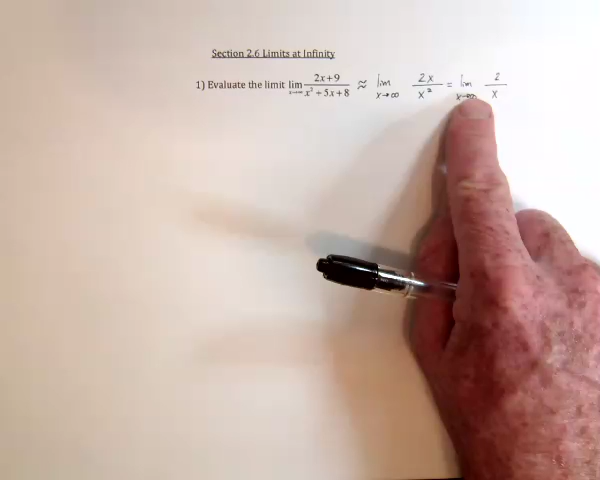 Section 2.6 Limits at Infinity
1) Evaluate the limit lim x→∞ (2x+9)/(x²+5x+8) ≈ lim x→∞ 2x/x² = lim x→∞ 2/x